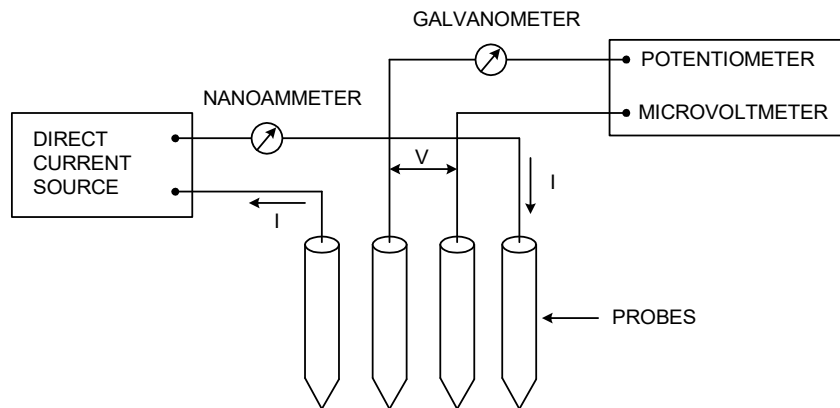 GALVANOMETER
POTENTIOMETER
NANOAMMETER
MICROVOLTMETER
DIRECT
CURRENT
SOURCE
V
I
I
PROBES